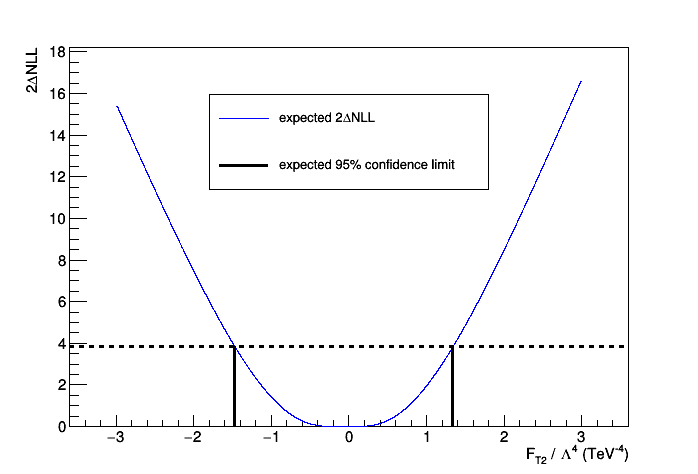 2ΔNLL
18
16
14
12
10
8
6
4
2
0
expected 2ΔNLL
expected 95% confidence limit
−3 −2 −1 0 1 2 3
F_T2 / Λ^4 (TeV^-4)